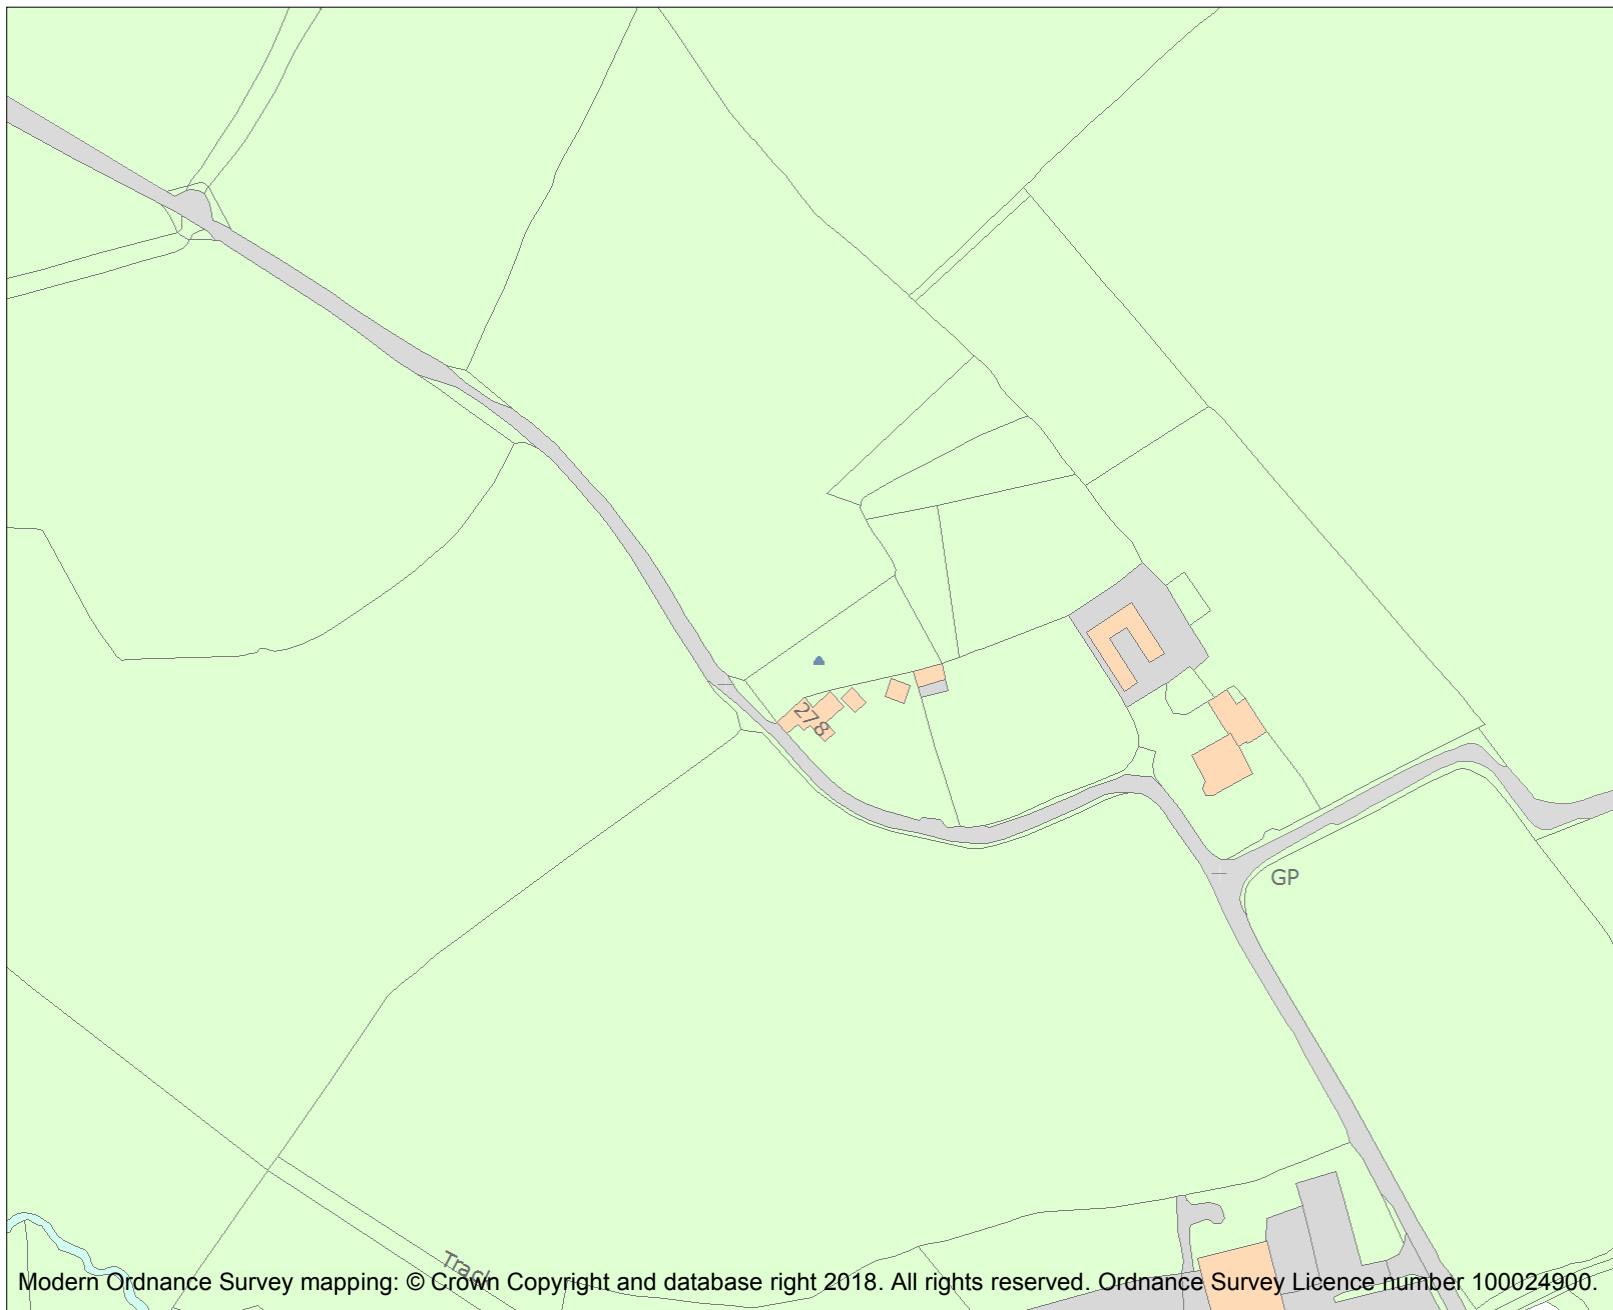 278
GP
Track
Modern Ordnance Survey mapping: © Crown Copyright and database right 2018. All rights reserved. Ordnance Survey Licence number 100024900.